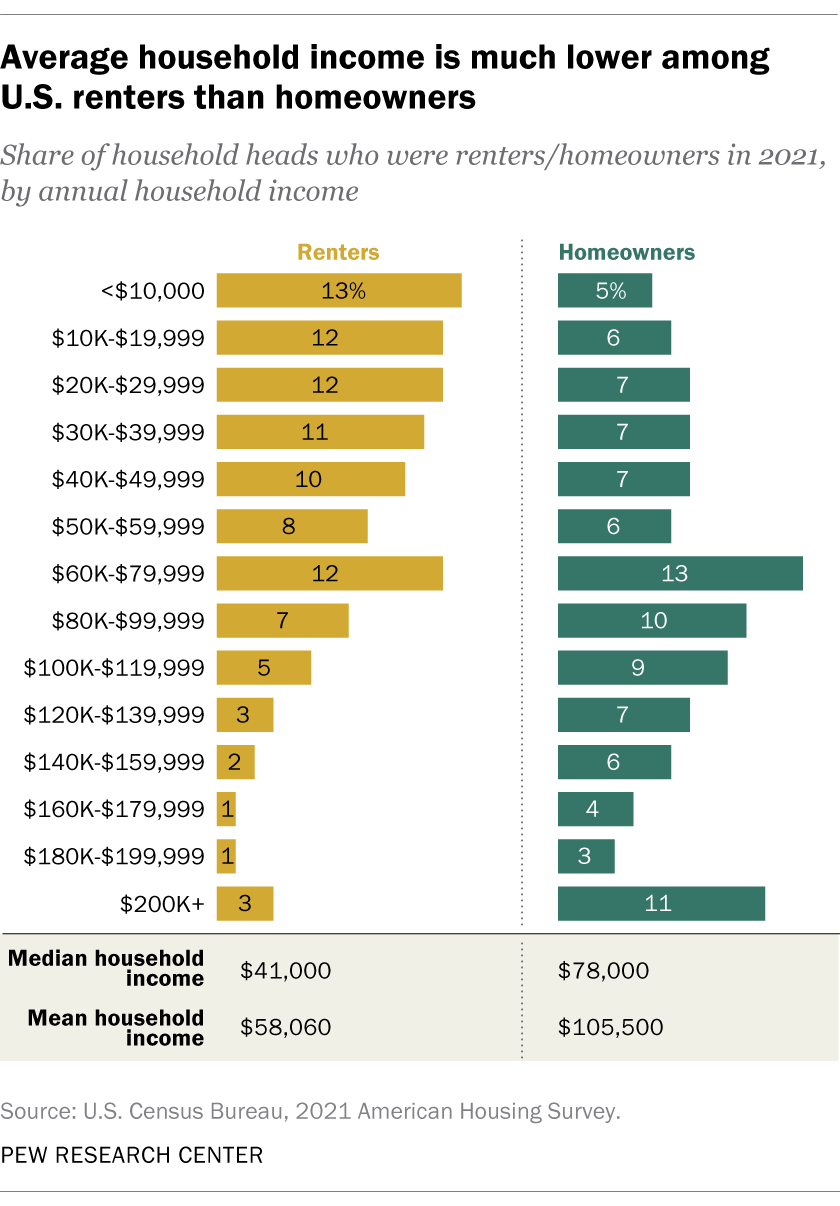 Average household income is much lower among
U.S. renters than homeowners
Share of household heads who were renters/homeowners in 2021,
by annual household income
Renters Homeowners
<$10,000 13% 5%
$10K-$19,999 12 6
$20K-$29,999 12 7
$30K-$39,999 11 7
$40K-$49,999 10 7
$50K-$59,999 8 6
$60K-$79,999 12 13
$80K-$99,999 7 10
$100K-$119,999 5 9
$120K-$139,999 3 7
$140K-$159,999 2 6
$160K-$179,999 1 4
$180K-$199,999 1 3
$200K+ 3 11
Median household
income $41,000 $78,000
Mean household
income $58,060 $105,500
Source: U.S. Census Bureau, 2021 American Housing Survey.
PEW RESEARCH CENTER